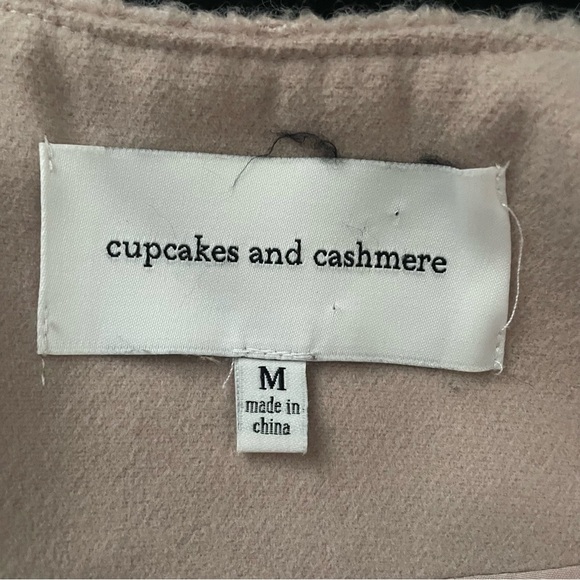 cupcakes and cashmere
M
made in
china